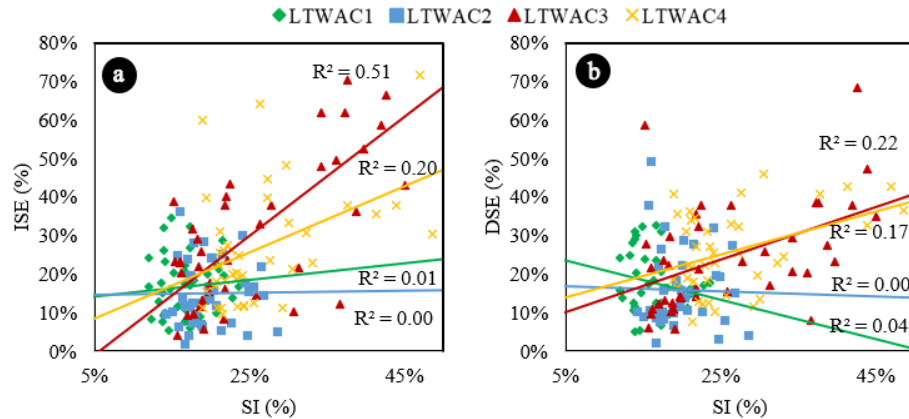 LTWAC1 LTWAC2 LTWAC3 LTWAC4
80%
70%
60%
50%
40%
30%
20%
10%
0%
ISE (%)
a
R² = 0.51
R² = 0.20
R² = 0.01
R² = 0.00
5% 25% 45%
SI (%)
80%
70%
60%
50%
40%
30%
20%
10%
0%
DSE (%)
b
R² = 0.22
R² = 0.17
R² = 0.00
R² = 0.04
5% 25% 45%
SI (%)